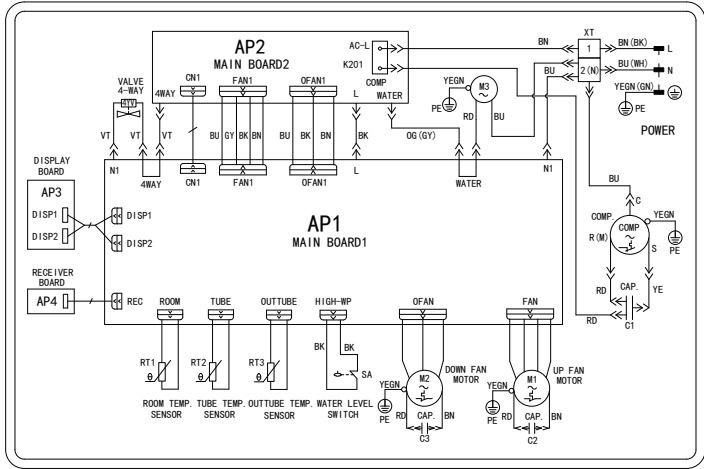 AP2
MAIN BOARD2
AC-L
K201
COMP
CN1
FAN1
OFAN1
L
WATER
VALVE
4-WAY
4YV
4WAY
VT
VT
VT
BU
GY
BK
BN
BU
BK
BN
BK
OG(GY)
M3
YEGN
PE
RD
BU
BN
BU
XT
1
2(N)
BN(BK)
L
BU(WH)
N
YEGN(GN)
PE
POWER
N1
4WAY
CN1
FAN1
OFAN1
L
WATER
N1
DISPLAY
BOARD
AP3
DISP1
DISP2
DISP1
DISP2
AP1
MAIN BOARD1
RECEIVER
BOARD
AP4
REC
BU
C
COMP.
COMP
YEGN
PE
R(M)
S
RD
CAP.
YE
C1
RD
ROOM
TUBE
OUTTUBE
HIGH-WP
OFAN
FAN
RT1
θ
RT2
θ
RT3
θ
BK
BK
SA
ROOM TEMP.
SENSOR
TUBE TEMP.
SENSOR
OUTTUBE TEMP.
SENSOR
WATER LEVEL
SWITCH
YEGN
PE
M2
DOWN FAN
MOTOR
RD
CAP.
BN
C3
YEGN
PE
M1
UP FAN
MOTOR
RD
CAP.
BN
C2